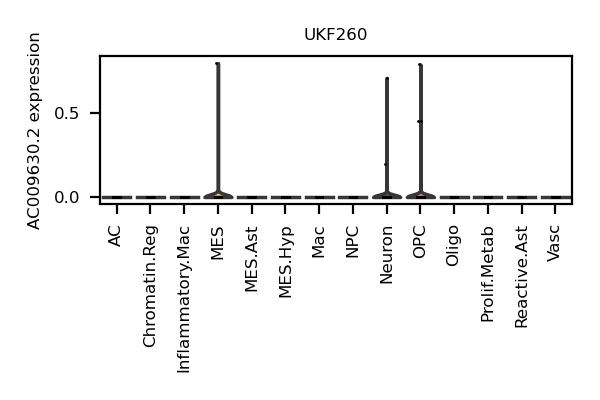 UKF260
AC009630.2 expression
0.5
0.0
AC
Chromatin.Reg
Inflammatory.Mac
MES
MES.Ast
MES.Hyp
Mac
NPC
Neuron
OPC
Oligo
Prolif.Metab
Reactive.Ast
Vasc